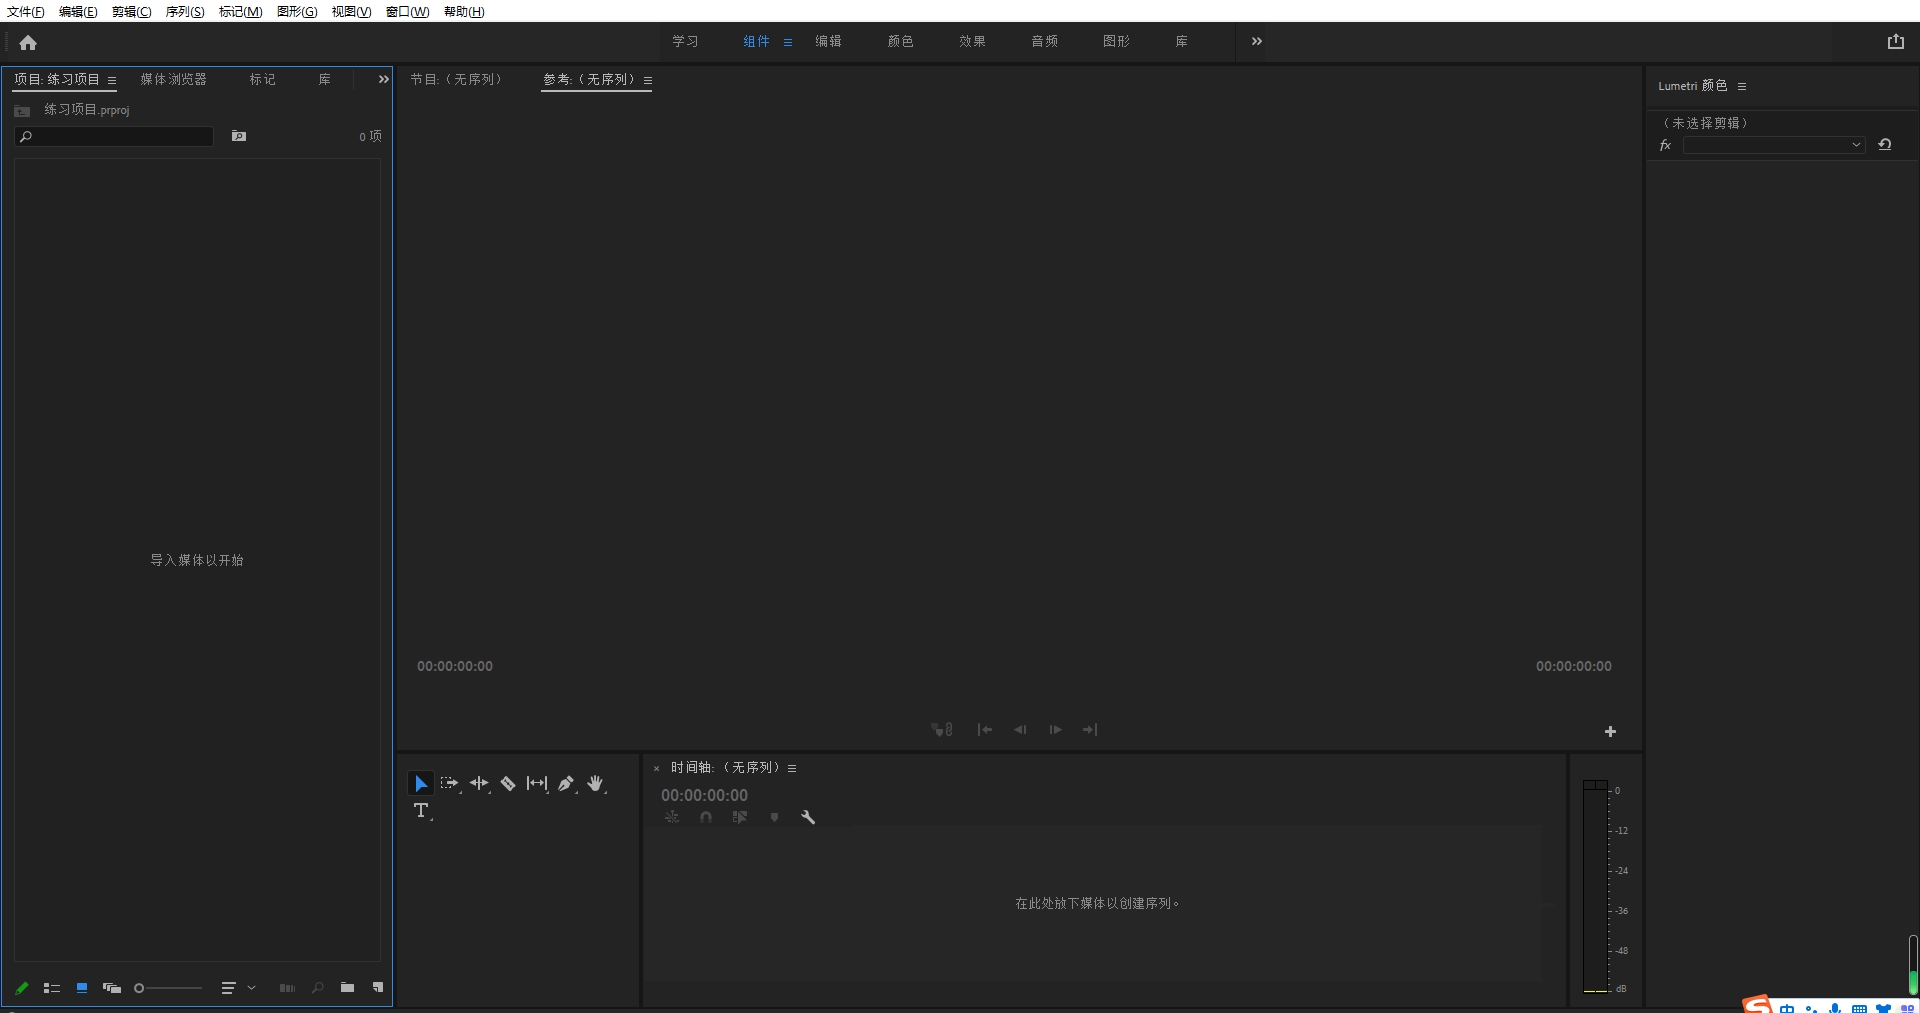 文件(F) 编辑(E) 剪辑(C) 序列(S) 标记(M) 图形(G) 视图(V) 窗口(W) 帮助(H)
学习 组件 编辑 颜色 效果 音频 图形 库
项目: 练习项目 媒体浏览器 标记 库
节目:（无序列） 参考:（无序列）
Lumetri 颜色
练习项目.prproj
（未选择剪辑）
0 项
fx
导入媒体以开始
00:00:00:00 00:00:00:00
时间轴:（无序列）
00:00:00:00
在此处放下媒体以创建序列。
0
-12
-24
-36
-48
dB
中